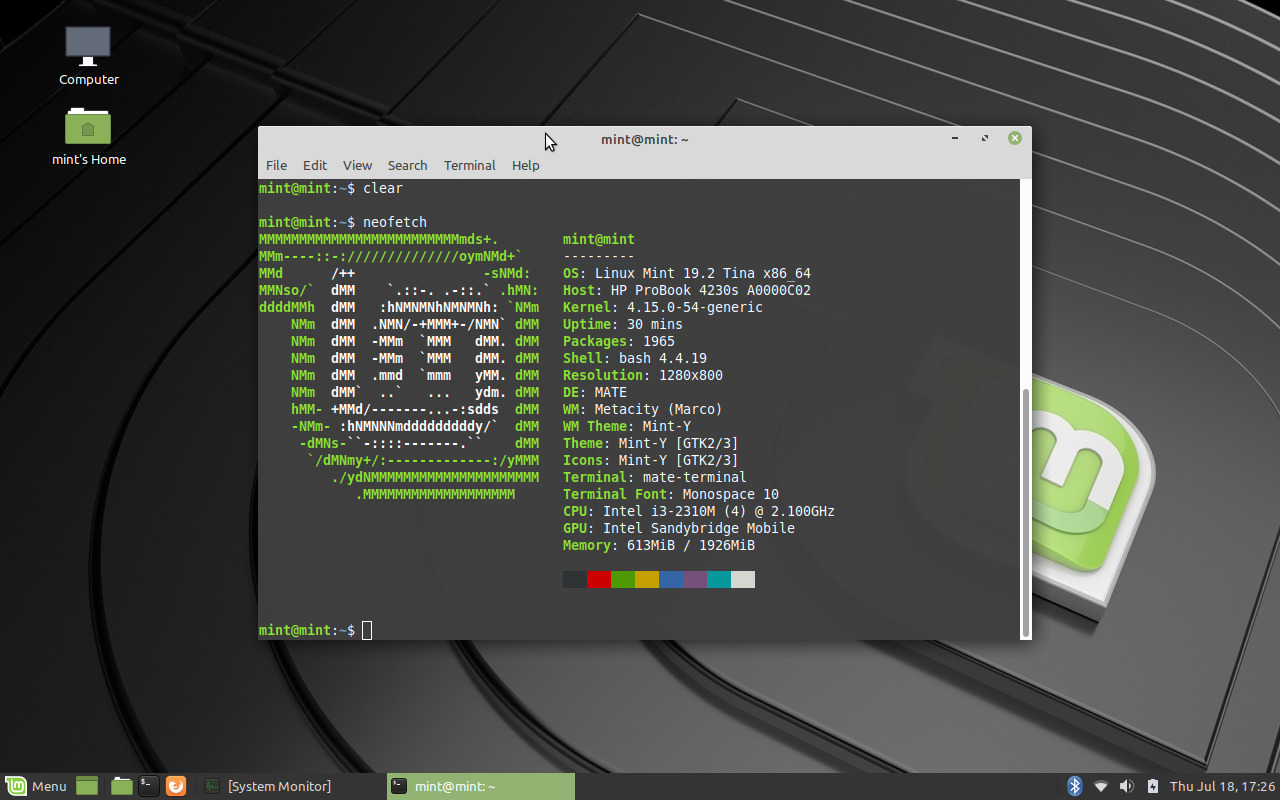 Computer
mint's Home
mint@mint: ~
File Edit View Search Terminal Help
mint@mint:~$ clear
mint@mint:~$ neofetch
MMMMMMMMMMMMMMMMMMMMMMMMMmds+.        mint@mint
MMm----::-://////////////oymNMd+`     ---------
MMd      /++                -sNMd:    OS: Linux Mint 19.2 Tina x86_64
MMNso/`  dMM    `.::-. .-::.` .hMN:   Host: HP ProBook 4230s A0000C02
ddddMMh  dMM   :hNMNMNhNMNMNh: `NMm   Kernel: 4.15.0-54-generic
    NMm  dMM  .NMN/-+MMM+-/NMN` dMM   Uptime: 30 mins
    NMm  dMM  -MMm  `MMM   dMM. dMM   Packages: 1965
    NMm  dMM  -MMm  `MMM   dMM. dMM   Shell: bash 4.4.19
    NMm  dMM  .mmd  `mmm   yMM. dMM   Resolution: 1280x800
    NMm  dMM`  ..`   ...   ydm. dMM   DE: MATE
    hMM- +MMd/-------...-:sdds  dMM   WM: Metacity (Marco)
    -NMm- :hNMNNNmdddddddddy/`  dMM   WM Theme: Mint-Y
     -dMNs-``-::::-------.``    dMM   Theme: Mint-Y [GTK2/3]
      `/dMNmy+/:-------------:/yMMM   Icons: Mint-Y [GTK2/3]
         ./ydNMMMMMMMMMMMMMMMMMMMMM   Terminal: mate-terminal
            .MMMMMMMMMMMMMMMMMMM      Terminal Font: Monospace 10
CPU: Intel i3-2310M (4) @ 2.100GHz
GPU: Intel Sandybridge Mobile
Memory: 613MiB / 1926MiB
mint@mint:~$
Menu [System Monitor] mint@mint: ~ Thu Jul 18, 17:26